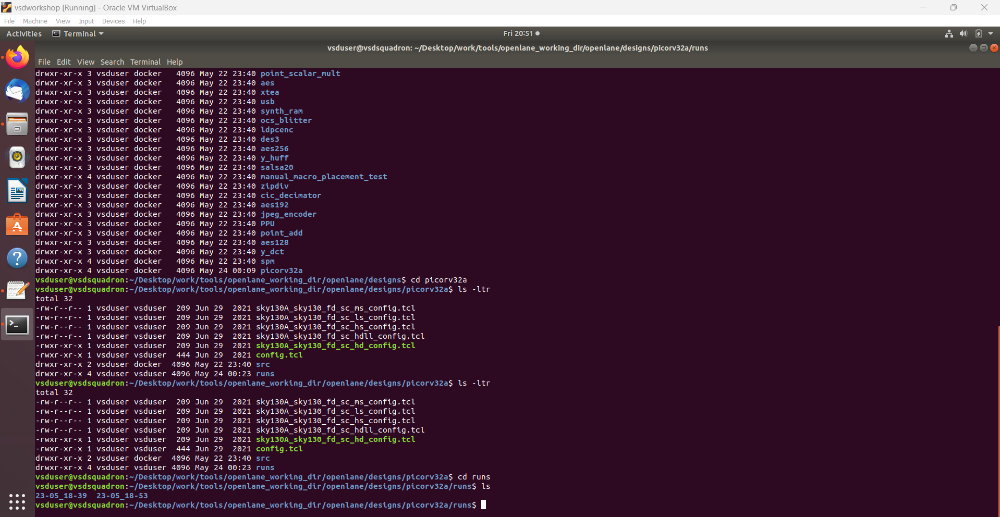 vsdworkshop [Running] - Oracle VM VirtualBox
File Machine View Input Devices Help
Activities Terminal Fri 20:51
vsduser@vsdsquadron: ~/Desktop/work/tools/openlane_working_dir/openlane/designs/picorv32a/runs
File Edit View Search Terminal Help
drwxr-xr-x 3 vsduser docker   4096 May 22 23:40 point_scalar_mult
drwxr-xr-x 3 vsduser docker   4096 May 22 23:40 aes
drwxr-xr-x 3 vsduser docker   4096 May 22 23:40 xtea
drwxr-xr-x 3 vsduser docker   4096 May 22 23:40 usb
drwxr-xr-x 3 vsduser docker   4096 May 22 23:40 synth_ram
drwxr-xr-x 3 vsduser docker   4096 May 22 23:40 ocs_blitter
drwxr-xr-x 3 vsduser docker   4096 May 22 23:40 ldpcenc
drwxr-xr-x 3 vsduser docker   4096 May 22 23:40 des3
drwxr-xr-x 3 vsduser docker   4096 May 22 23:40 aes256
drwxr-xr-x 3 vsduser docker   4096 May 22 23:40 y_huff
drwxr-xr-x 3 vsduser docker   4096 May 22 23:40 salsa20
drwxr-xr-x 4 vsduser docker   4096 May 22 23:40 manual_macro_placement_test
drwxr-xr-x 3 vsduser docker   4096 May 22 23:40 zipdiv
drwxr-xr-x 3 vsduser docker   4096 May 22 23:40 cic_decimator
drwxr-xr-x 3 vsduser docker   4096 May 22 23:40 aes192
drwxr-xr-x 3 vsduser docker   4096 May 22 23:40 jpeg_encoder
drwxr-xr-x 3 vsduser docker   4096 May 22 23:40 PPU
drwxr-xr-x 3 vsduser docker   4096 May 22 23:40 point_add
drwxr-xr-x 3 vsduser docker   4096 May 22 23:40 aes128
drwxr-xr-x 3 vsduser docker   4096 May 22 23:40 y_dct
drwxr-xr-x 4 vsduser docker   4096 May 22 23:40 spm
drwxr-xr-x 4 vsduser docker   4096 May 24 00:09 picorv32a
vsduser@vsdsquadron:~/Desktop/work/tools/openlane_working_dir/openlane/designs$ cd picorv32a
vsduser@vsdsquadron:~/Desktop/work/tools/openlane_working_dir/openlane/designs/picorv32a$ ls -ltr
total 32
-rw-r--r-- 1 vsduser vsduser  209 Jun 29  2021 sky130A_sky130_fd_sc_ms_config.tcl
-rw-r--r-- 1 vsduser vsduser  209 Jun 29  2021 sky130A_sky130_fd_sc_ls_config.tcl
-rw-r--r-- 1 vsduser vsduser  209 Jun 29  2021 sky130A_sky130_fd_sc_hs_config.tcl
-rw-r--r-- 1 vsduser vsduser  209 Jun 29  2021 sky130A_sky130_fd_sc_hdll_config.tcl
-rwxr-xr-x 1 vsduser vsduser  209 Jun 29  2021 sky130A_sky130_fd_sc_hd_config.tcl
-rwxr-xr-x 1 vsduser vsduser  444 Jun 29  2021 config.tcl
drwxr-xr-x 2 vsduser docker  4096 May 22 23:40 src
drwxr-xr-x 4 vsduser vsduser 4096 May 24 00:23 runs
vsduser@vsdsquadron:~/Desktop/work/tools/openlane_working_dir/openlane/designs/picorv32a$ ls -ltr
total 32
-rw-r--r-- 1 vsduser vsduser  209 Jun 29  2021 sky130A_sky130_fd_sc_ms_config.tcl
-rw-r--r-- 1 vsduser vsduser  209 Jun 29  2021 sky130A_sky130_fd_sc_ls_config.tcl
-rw-r--r-- 1 vsduser vsduser  209 Jun 29  2021 sky130A_sky130_fd_sc_hs_config.tcl
-rw-r--r-- 1 vsduser vsduser  209 Jun 29  2021 sky130A_sky130_fd_sc_hdll_config.tcl
-rwxr-xr-x 1 vsduser vsduser  209 Jun 29  2021 sky130A_sky130_fd_sc_hd_config.tcl
-rwxr-xr-x 1 vsduser vsduser  444 Jun 29  2021 config.tcl
drwxr-xr-x 2 vsduser docker  4096 May 22 23:40 src
drwxr-xr-x 4 vsduser vsduser 4096 May 24 00:23 runs
vsduser@vsdsquadron:~/Desktop/work/tools/openlane_working_dir/openlane/designs/picorv32a$ cd runs
vsduser@vsdsquadron:~/Desktop/work/tools/openlane_working_dir/openlane/designs/picorv32a/runs$ ls
23-05_18-39  23-05_18-53
vsduser@vsdsquadron:~/Desktop/work/tools/openlane_working_dir/openlane/designs/picorv32a/runs$